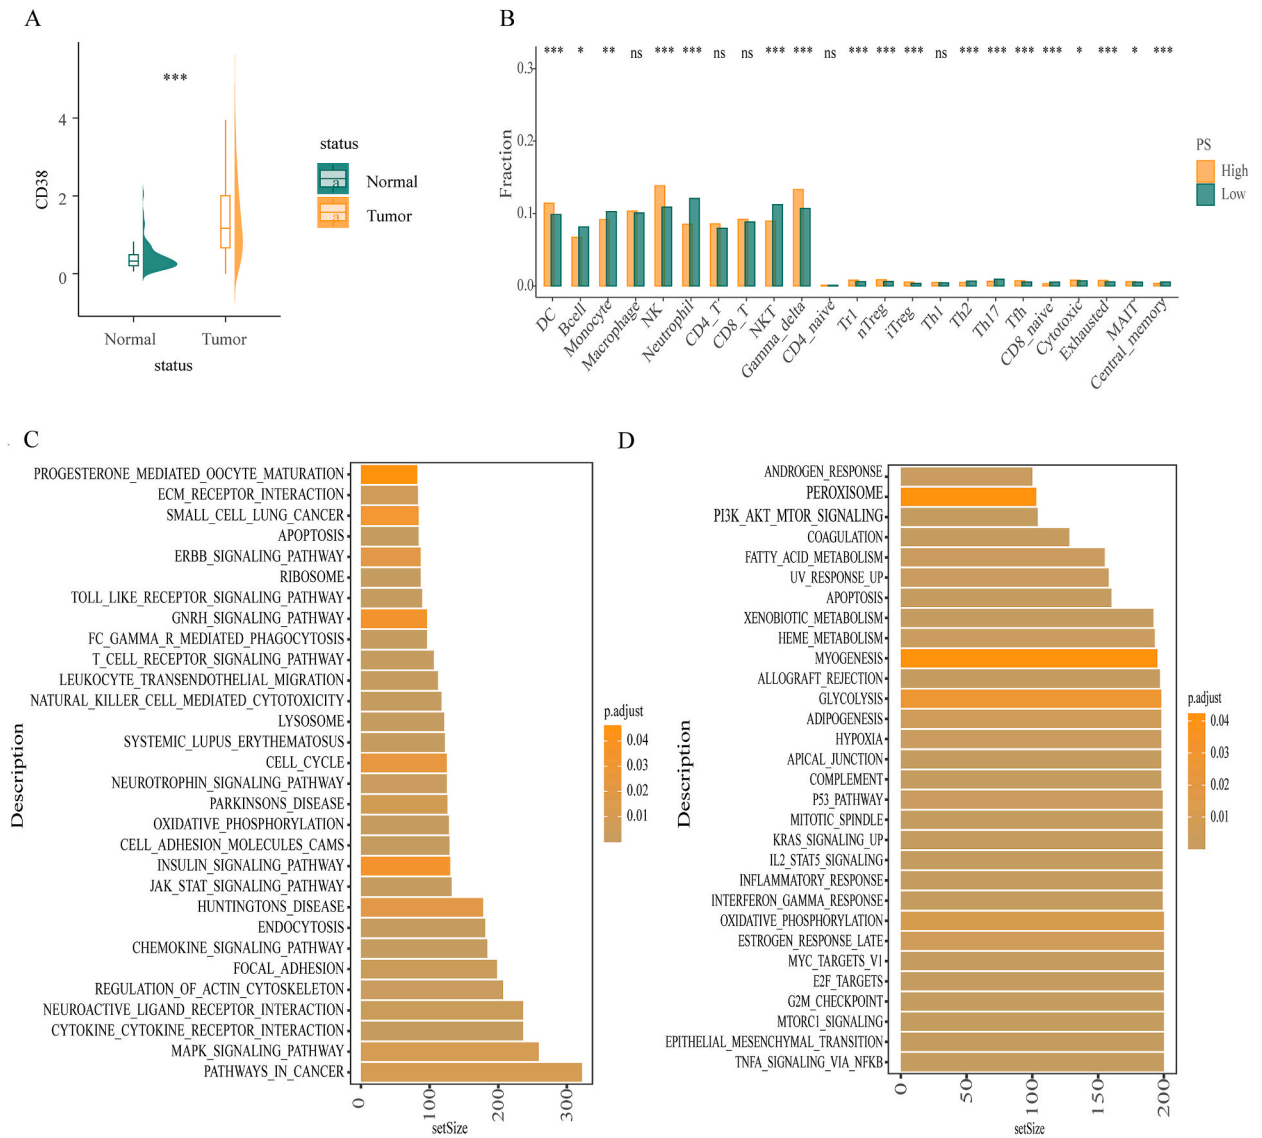 A
CD38
4
2
0
***
Normal
Tumor
status
status
a
Normal
a
Tumor
B
Fraction
0.3
0.2
0.1
0.0
*** * ** ns *** *** ns ns *** *** ns *** *** *** ns *** *** *** *** * *** * ***
DC
Bcell
Monocyte
Macrophage
NK
Neutrophil
CD4_T
CD8_T
NKT
Gamma_delta
CD4_naive
Tr1
nTreg
iTreg
Th1
Th2
Th17
Tfh
CD8_naive
Cytotoxic
Exhausted
MAIT
Central_memory
PS
High
Low
C
Description
PROGESTERONE_MEDIATED_OOCYTE_MATURATION
ECM_RECEPTOR_INTERACTION
SMALL_CELL_LUNG_CANCER
APOPTOSIS
ERBB_SIGNALING_PATHWAY
RIBOSOME
TOLL_LIKE_RECEPTOR_SIGNALING_PATHWAY
GNRH_SIGNALING_PATHWAY
FC_GAMMA_R_MEDIATED_PHAGOCYTOSIS
T_CELL_RECEPTOR_SIGNALING_PATHWAY
LEUKOCYTE_TRANSENDOTHELIAL_MIGRATION
NATURAL_KILLER_CELL_MEDIATED_CYTOTOXICITY
LYSOSOME
SYSTEMIC_LUPUS_ERYTHEMATOSUS
CELL_CYCLE
NEUROTROPHIN_SIGNALING_PATHWAY
PARKINSONS_DISEASE
OXIDATIVE_PHOSPHORYLATION
CELL_ADHESION_MOLECULES_CAMS
INSULIN_SIGNALING_PATHWAY
JAK_STAT_SIGNALING_PATHWAY
HUNTINGTONS_DISEASE
ENDOCYTOSIS
CHEMOKINE_SIGNALING_PATHWAY
FOCAL_ADHESION
REGULATION_OF_ACTIN_CYTOSKELETON
NEUROACTIVE_LIGAND_RECEPTOR_INTERACTION
CYTOKINE_CYTOKINE_RECEPTOR_INTERACTION
MAPK_SIGNALING_PATHWAY
PATHWAYS_IN_CANCER
0
100
200
300
setSize
p.adjust
0.04
0.03
0.02
0.01
D
Description
ANDROGEN_RESPONSE
PEROXISOME
PI3K_AKT_MTOR_SIGNALING
COAGULATION
FATTY_ACID_METABOLISM
UV_RESPONSE_UP
APOPTOSIS
XENOBIOTIC_METABOLISM
HEME_METABOLISM
MYOGENESIS
ALLOGRAFT_REJECTION
GLYCOLYSIS
ADIPOGENESIS
HYPOXIA
APICAL_JUNCTION
COMPLEMENT
P53_PATHWAY
MITOTIC_SPINDLE
KRAS_SIGNALING_UP
IL2_STAT5_SIGNALING
INFLAMMATORY_RESPONSE
INTERFERON_GAMMA_RESPONSE
OXIDATIVE_PHOSPHORYLATION
ESTROGEN_RESPONSE_LATE
MYC_TARGETS_V1
E2F_TARGETS
G2M_CHECKPOINT
MTORC1_SIGNALING
EPITHELIAL_MESENCHYMAL_TRANSITION
TNFA_SIGNALING_VIA_NFKB
0
50
100
150
200
setSize
p.adjust
0.04
0.03
0.02
0.01